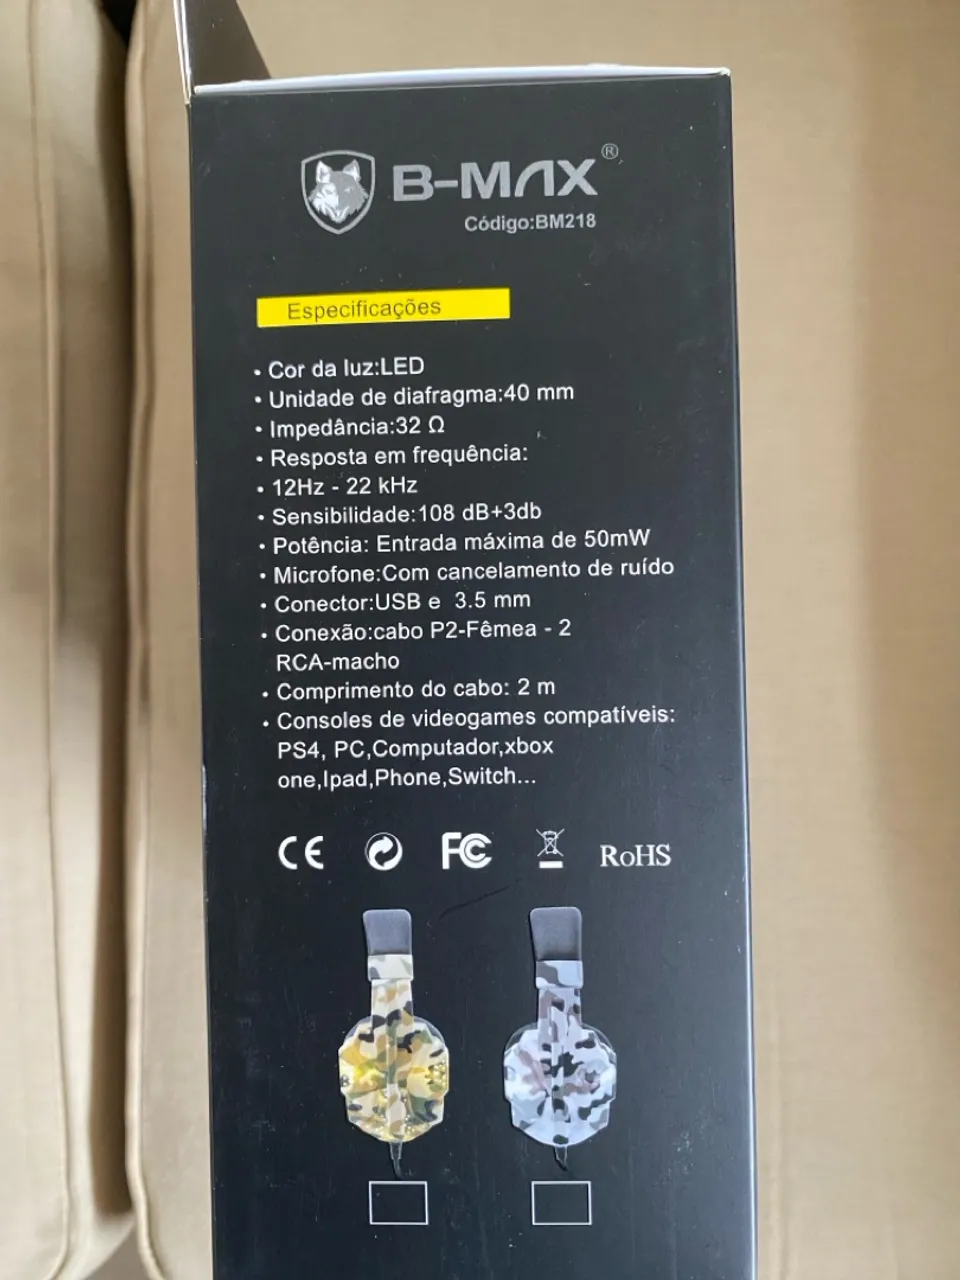 B-MAX®
Código:BM218
Especificações
• Cor da luz:LED
• Unidade de diafragma:40 mm
• Impedância:32 Ω
• Resposta em frequência:
• 12Hz - 22 kHz
• Sensibilidade:108 dB+3db
• Potência: Entrada máxima de 50mW
• Microfone:Com cancelamento de ruído
• Conector:USB e 3.5 mm
• Conexão:cabo P2-Fêmea - 2
RCA-macho
• Comprimento do cabo: 2 m
• Consoles de videogames compatíveis:
PS4, PC,Computador,xbox
one,Ipad,Phone,Switch...
CE FC RoHS